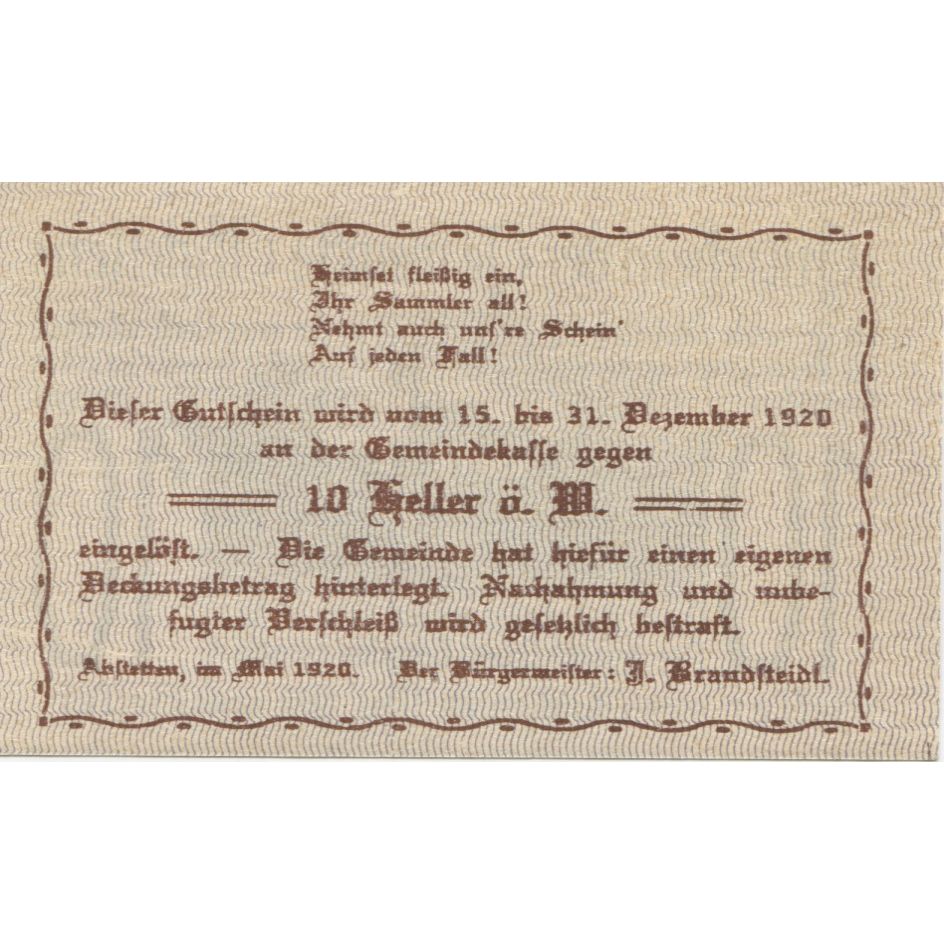 Heimset fleißig ein,
Ihr Sammler all!
Nehmt auch uns're Schein'
Auf jeden Fall!
Dieser Gutschein wird vom 15. bis 31. Dezember 1920
an der Gemeindekasse gegen
10 Heller ö. W.
eingelöst. — Die Gemeinde hat hiefür einen eigenen
Deckungsbetrag hinterlegt. Nachahmung und unbe-
fugter Verschleiß wird gesetzlich bestraft.
Abstetten, im Mai 1920. Der Bürgermeister: J. Brandsteidl.